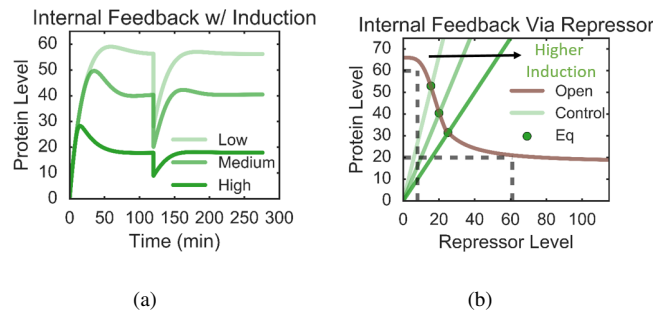 Internal Feedback w/ Induction
Protein Level
60
50
40
30
20
10
0
Low
Medium
High
0 50 100 150 200 250 300
Time (min)
(a)
Internal Feedback Via Repressor
Protein Level
70
60
50
40
30
20
10
0
Higher
Induction
Open
Control
Eq
0 20 40 60 80 100
Repressor Level
(b)